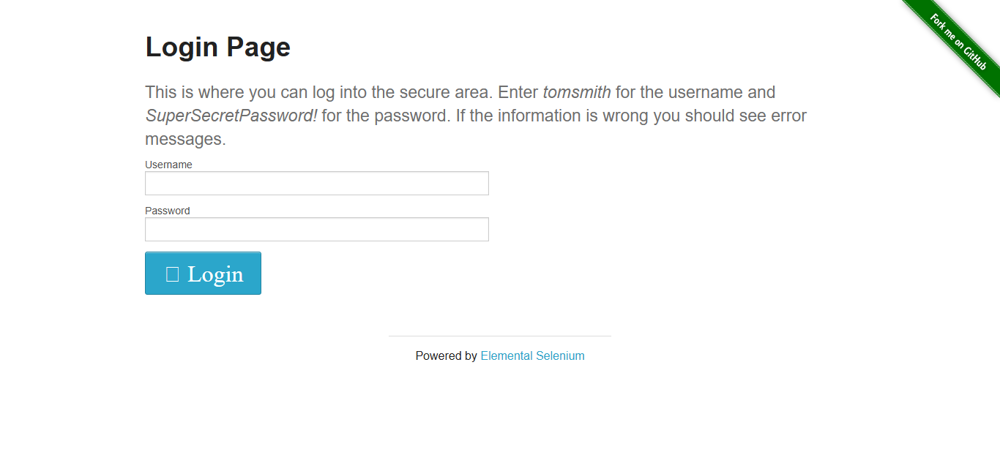 Fork me on GitHub
Login Page
This is where you can log into the secure area. Enter tomsmith for the username and
SuperSecretPassword! for the password. If the information is wrong you should see error
messages.
Username
Password
Login
Powered by Elemental Selenium